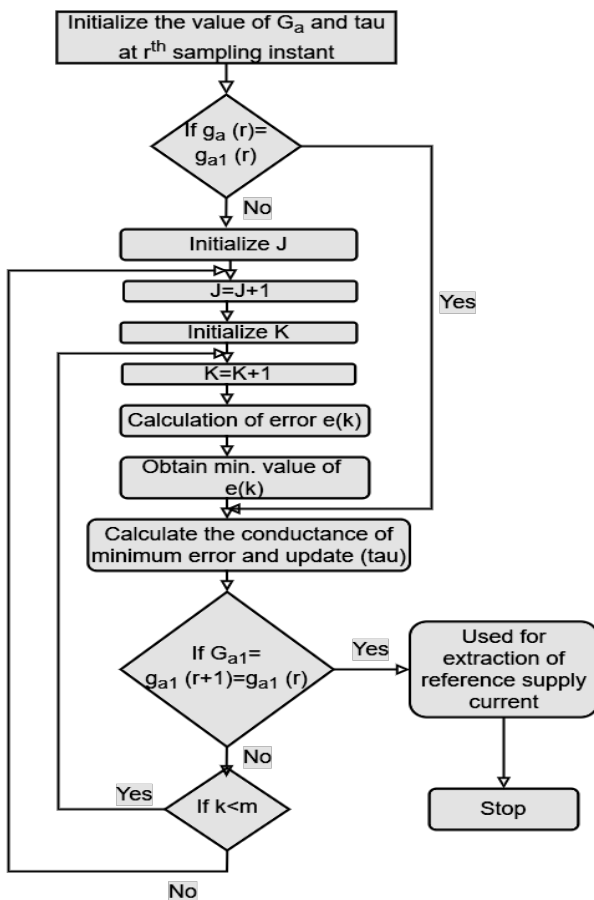 Initialize the value of Gₐ and tau
at rᵗʰ sampling instant
If gₐ (r)=
gₐ₁ (r)
No
Initialize J
J=J+1
Yes
Initialize K
K=K+1
Calculation of error e(k)
Obtain min. value of
e(k)
Calculate the conductance of
minimum error and update (tau)
If Gₐ₁=
gₐ₁ (r+1)=gₐ₁ (r)
Yes
Used for
extraction of
reference supply
current
No
Yes
If k<m
Stop
No